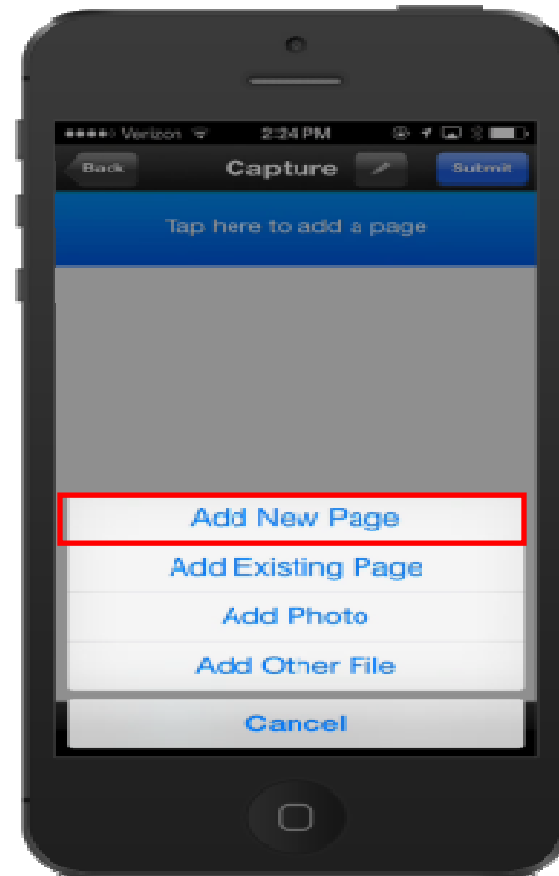 Verizon 2:24 PM
Back Capture Submit
Tap here to add a page
Add New Page
Add Existing Page
Add Photo
Add Other File
Cancel